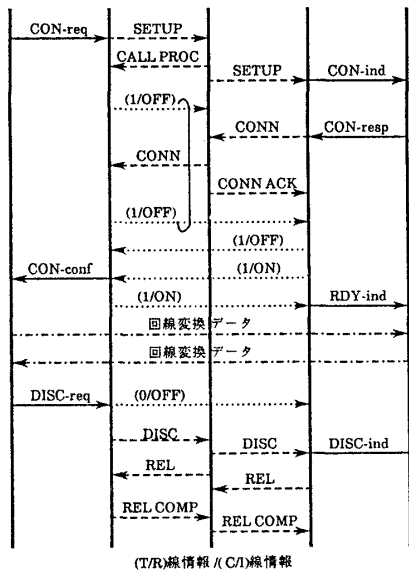 CON-req SETUP
CALL PROC
SETUP CON-ind
(1/OFF)
CONN CON-resp
CONN
CONN ACK
(1/OFF)
(1/OFF)
CON-conf (1/ON)
(1/ON) RDY-ind
回線変換データ
回線変換データ
DISC-req (0/OFF)
DISC
DISC DISC-ind
REL
REL
REL COMP
REL COMP
(T/R)線情報/(C/I)線情報